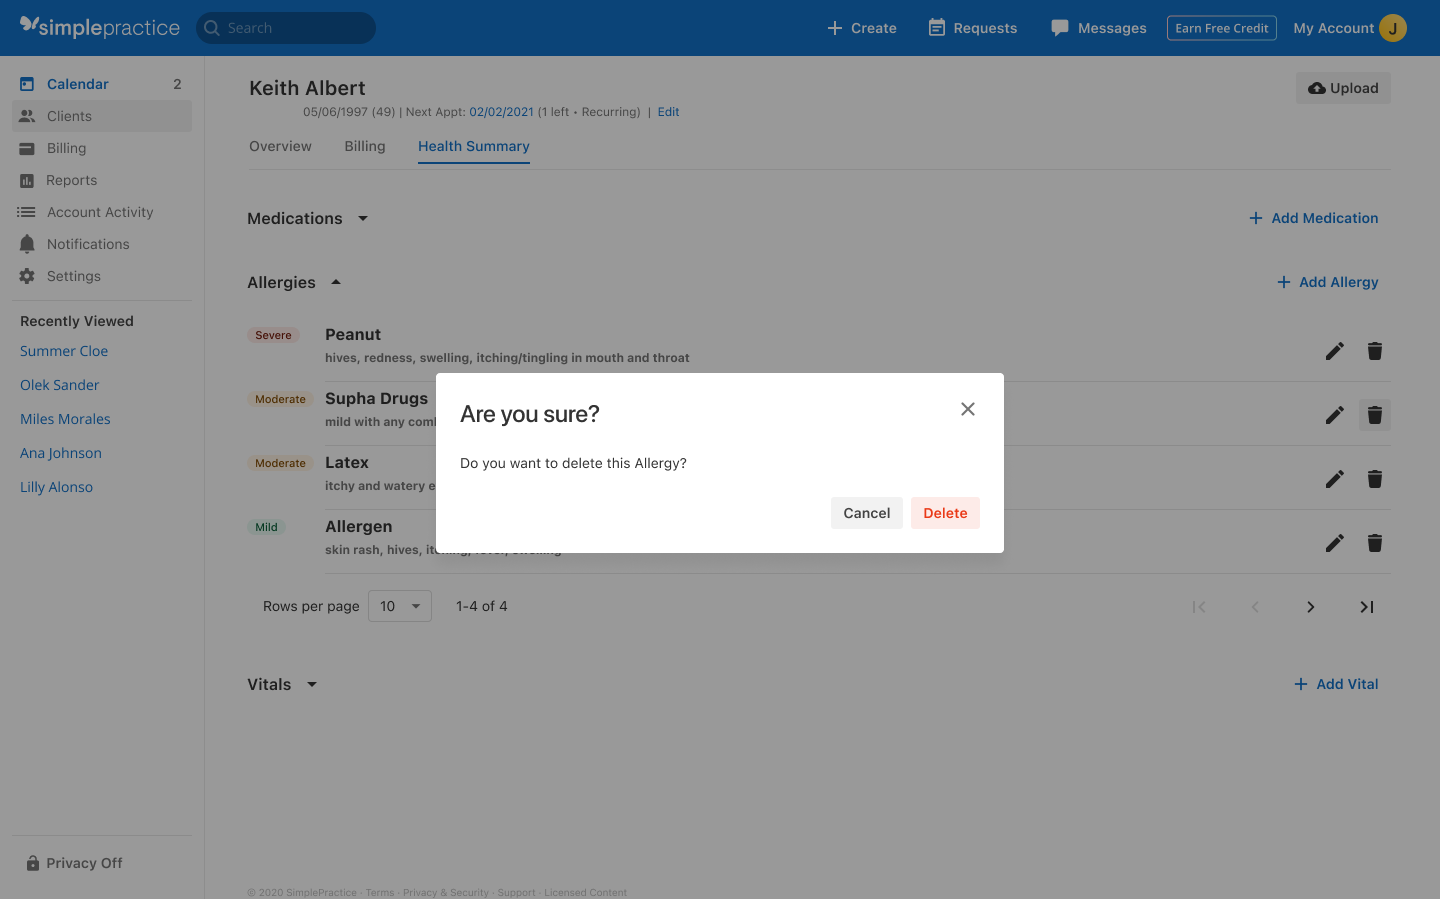 simplepractice
Search
Create
Requests
Messages
Earn Free Credit
My Account
J
Calendar 2
Clients
Billing
Reports
Account Activity
Notifications
Settings
Recently Viewed
Summer Cloe
Olek Sander
Miles Morales
Ana Johnson
Lilly Alonso
Privacy Off
Keith Albert
Upload
05/06/1997 (49) | Next Appt: 02/02/2021 (1 left • Recurring) | Edit
Overview Billing Health Summary
Medications
Add Medication
Allergies
Add Allergy
Severe Peanut
hives, redness, swelling, itching/tingling in mouth and throat
Moderate Supha Drugs
mild with any
Moderate Latex
itchy and watery
Mild Allergen
skin rash, hives,
Are you sure?
Do you want to delete this Allergy?
Cancel Delete
Rows per page 10 1-4 of 4
Vitals
Add Vital
© 2020 SimplePractice · Terms · Privacy & Security · Support · Licensed Content